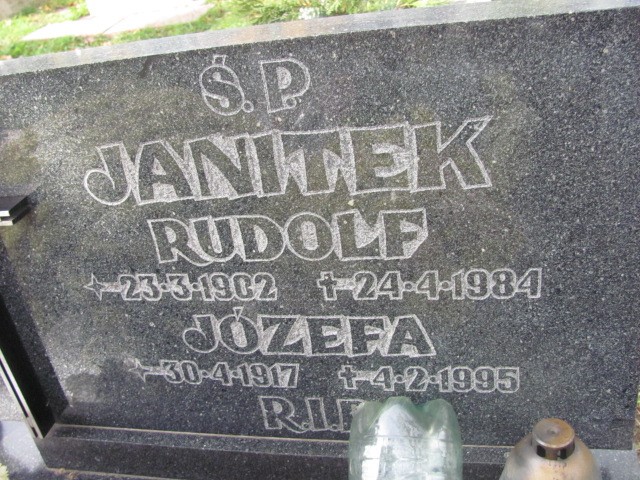 Ś.P.
JANITEK
RUDOLF
23·3·1902 †24·4·1984
JÓZEFA
30·4·1917 †4·2·1995
R.I.P